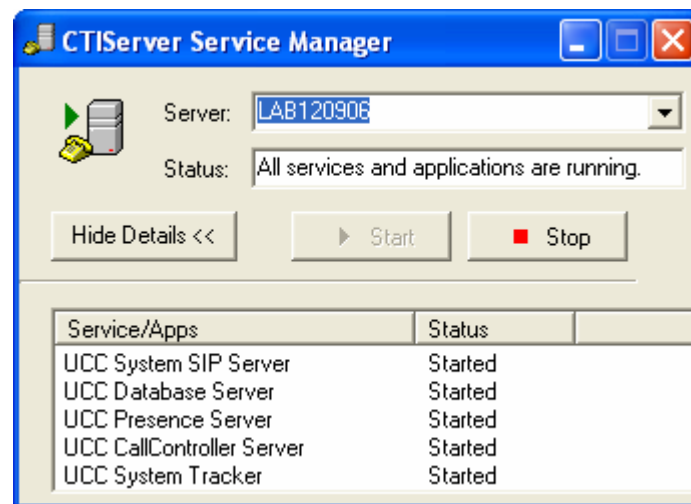 CTIServer Service Manager
Server: LAB120906
Status: All services and applications are running.
Hide Details << Start Stop
Service/Apps Status
UCC System SIP Server Started
UCC Database Server Started
UCC Presence Server Started
UCC CallController Server Started
UCC System Tracker Started